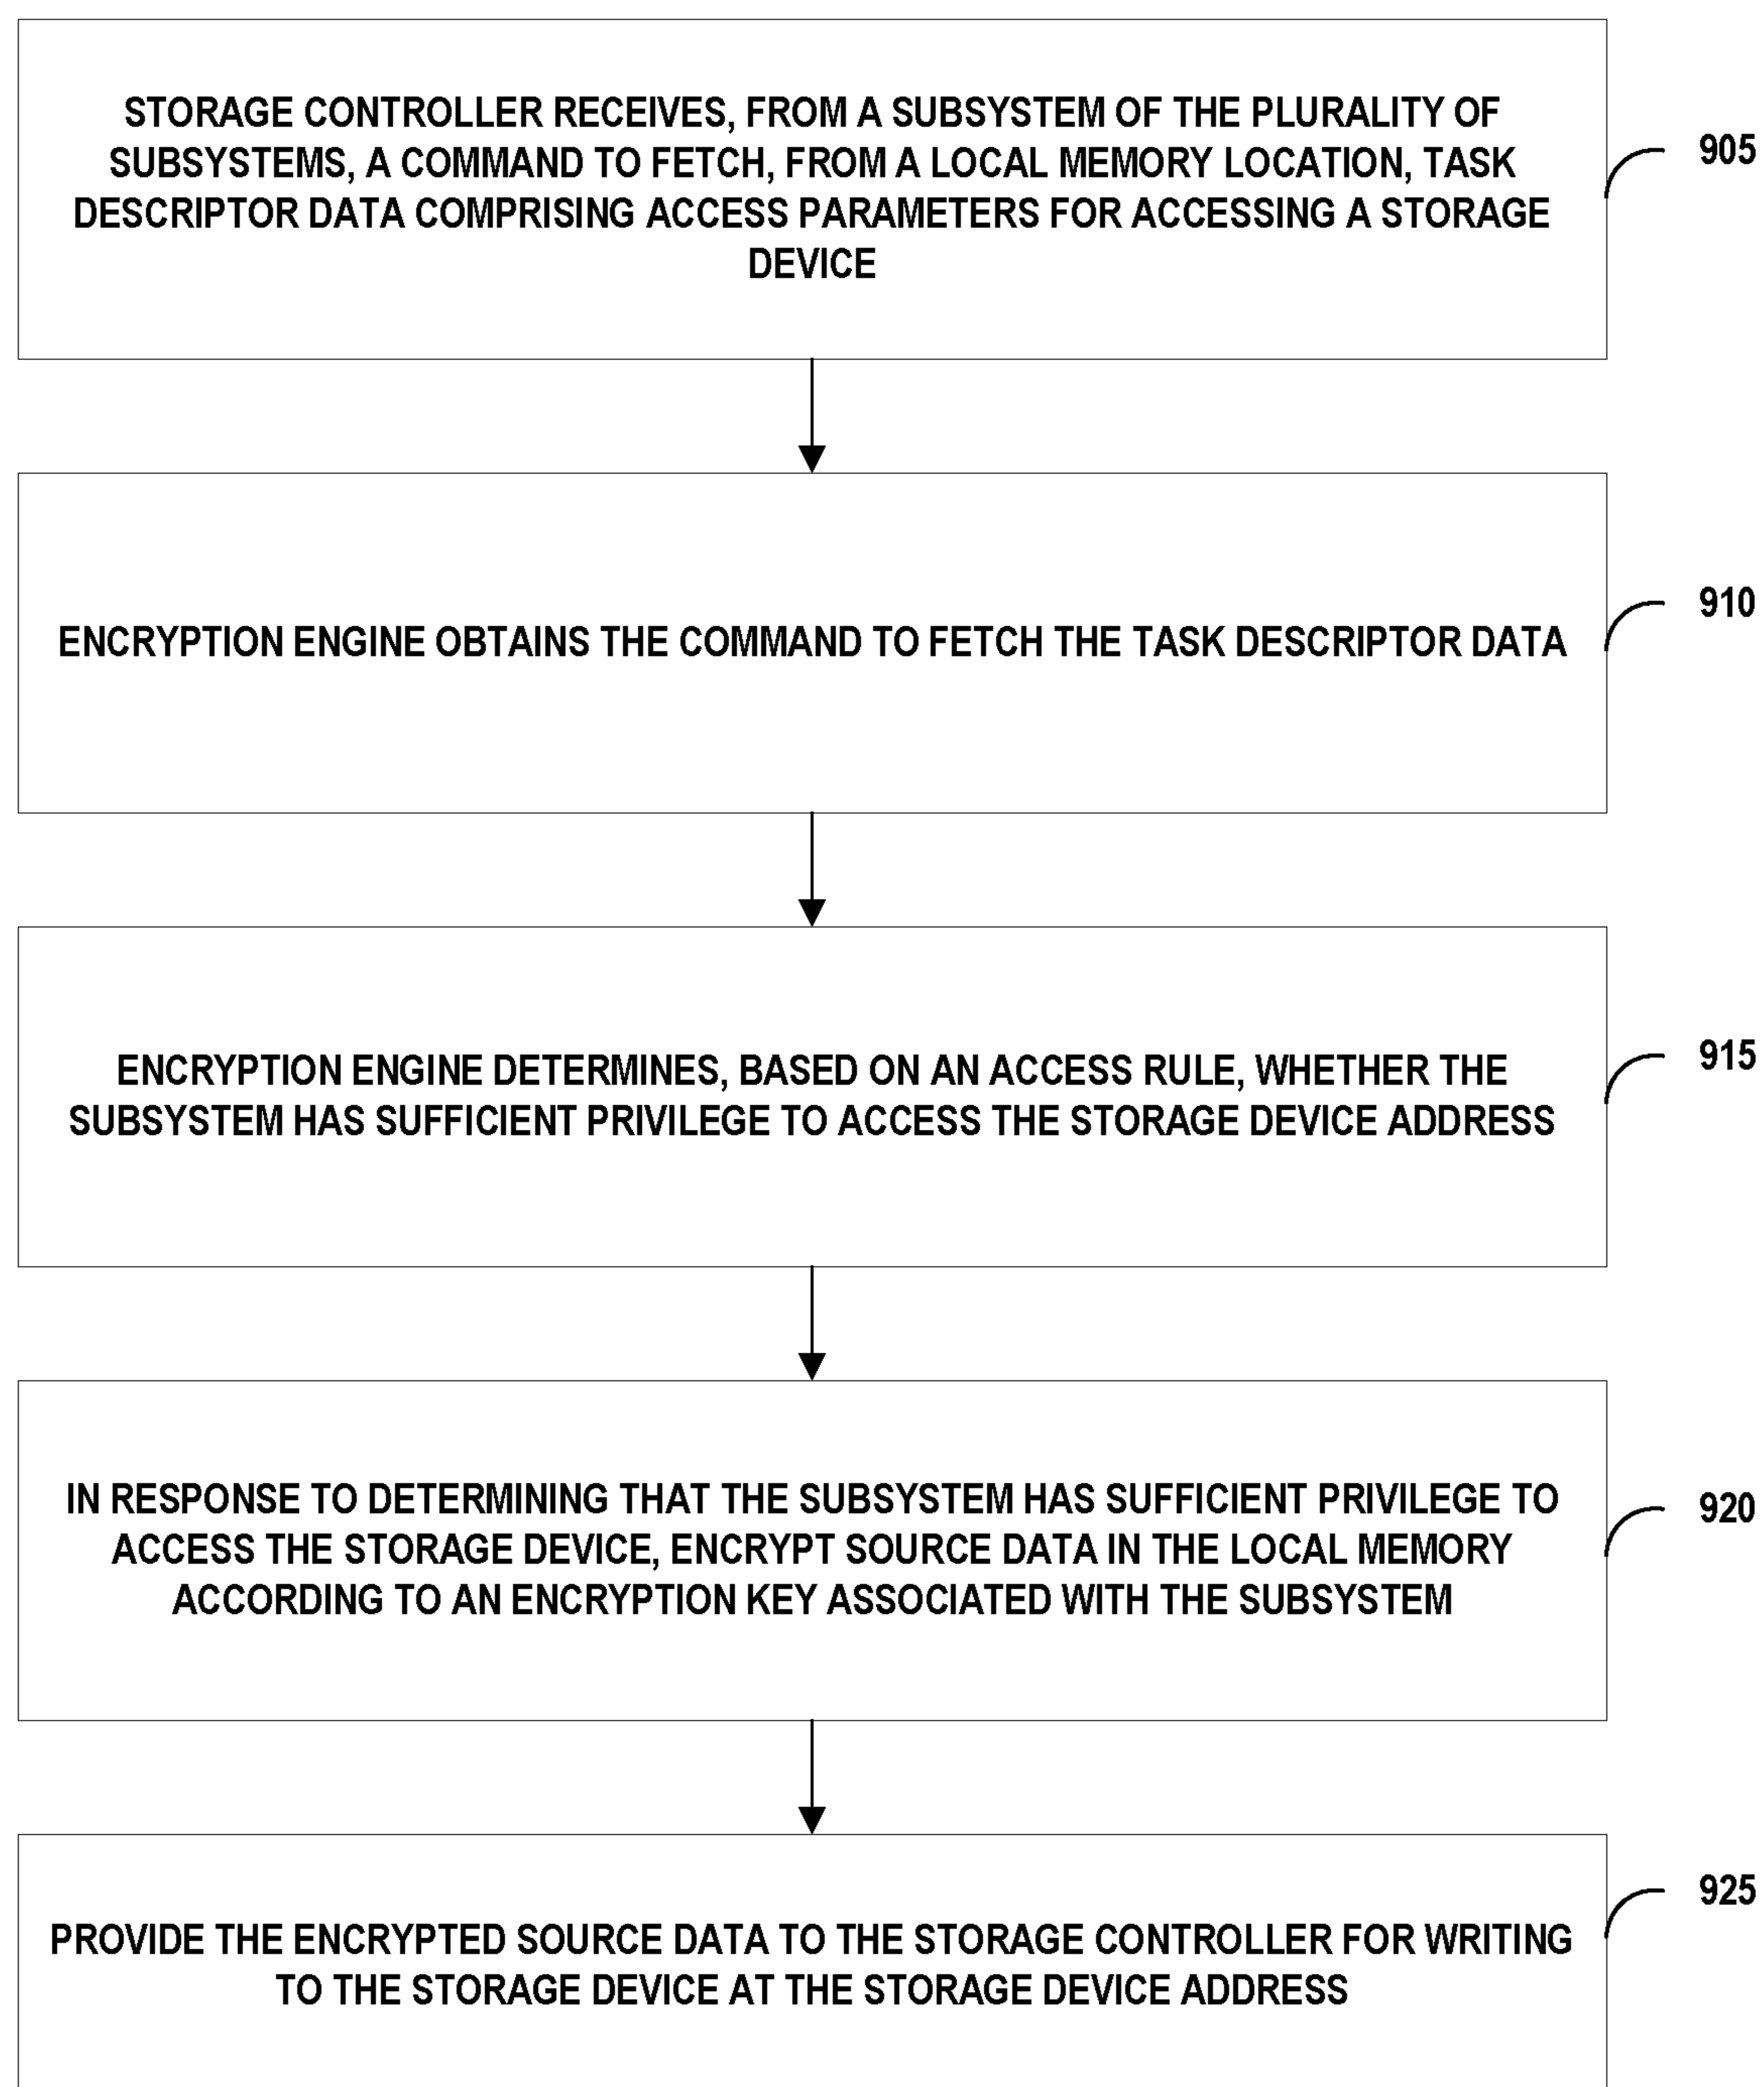 STORAGE CONTROLLER RECEIVES, FROM A SUBSYSTEM OF THE PLURALITY OF
SUBSYSTEMS, A COMMAND TO FETCH, FROM A LOCAL MEMORY LOCATION, TASK
DESCRIPTOR DATA COMPRISING ACCESS PARAMETERS FOR ACCESSING A STORAGE
DEVICE
905
ENCRYPTION ENGINE OBTAINS THE COMMAND TO FETCH THE TASK DESCRIPTOR DATA
910
ENCRYPTION ENGINE DETERMINES, BASED ON AN ACCESS RULE, WHETHER THE
SUBSYSTEM HAS SUFFICIENT PRIVILEGE TO ACCESS THE STORAGE DEVICE ADDRESS
915
IN RESPONSE TO DETERMINING THAT THE SUBSYSTEM HAS SUFFICIENT PRIVILEGE TO
ACCESS THE STORAGE DEVICE, ENCRYPT SOURCE DATA IN THE LOCAL MEMORY
ACCORDING TO AN ENCRYPTION KEY ASSOCIATED WITH THE SUBSYSTEM
920
PROVIDE THE ENCRYPTED SOURCE DATA TO THE STORAGE CONTROLLER FOR WRITING
TO THE STORAGE DEVICE AT THE STORAGE DEVICE ADDRESS
925